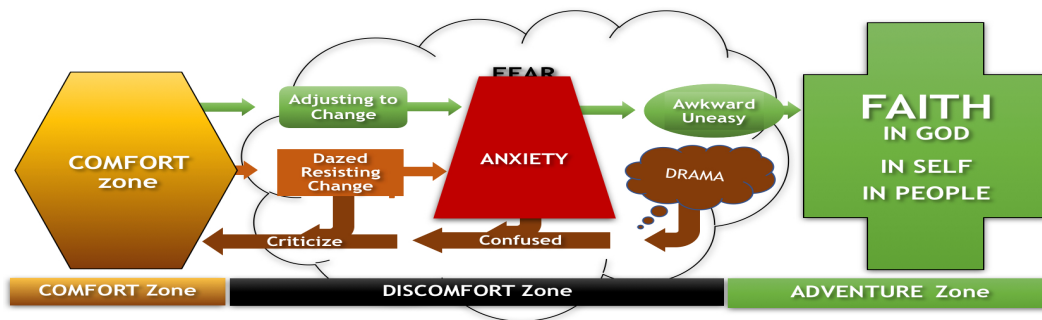 FEAR
COMFORT
zone
Adjusting to
Change
Dazed
Resisting
Change
ANXIETY
Awkward
Uneasy
DRAMA
Criticize
Confused
FAITH
IN GOD
IN SELF
IN PEOPLE
COMFORT Zone
DISCOMFORT Zone
ADVENTURE Zone